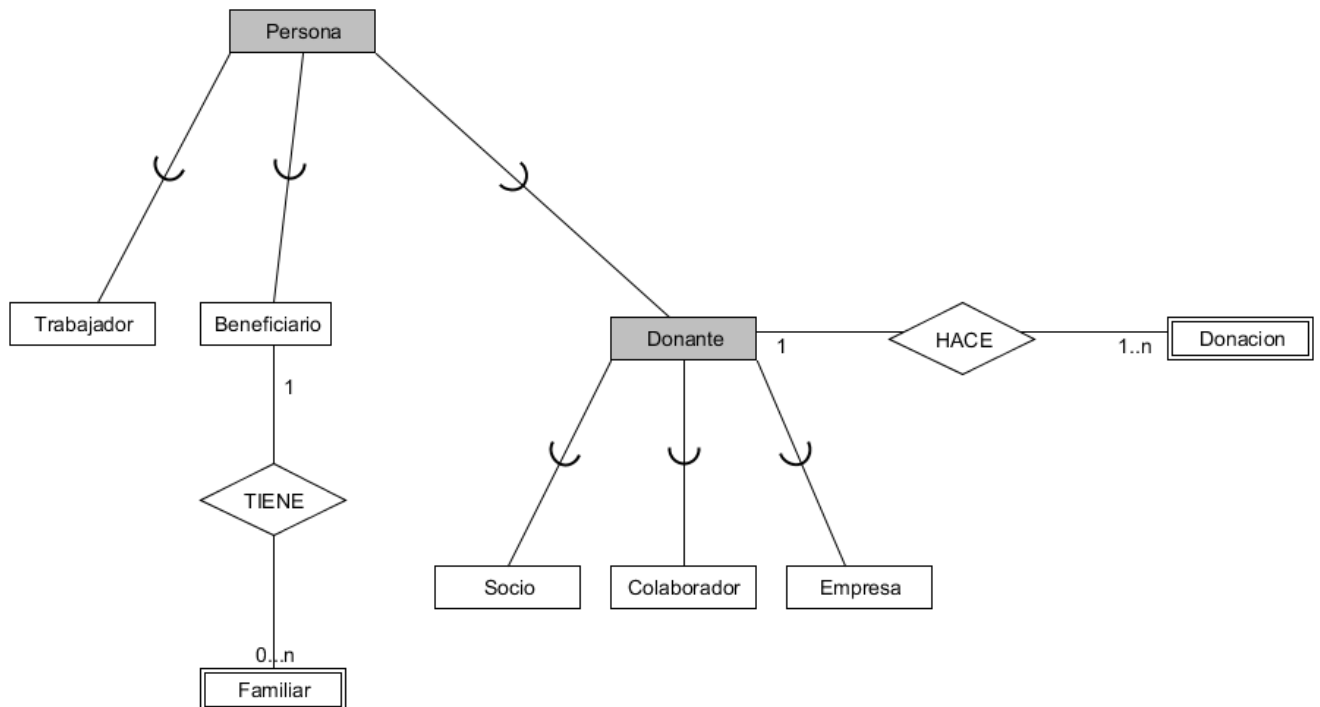 Persona
Trabajador
Beneficiario
Donante
1
HACE
1..n
Donacion
1
TIENE
Socio
Colaborador
Empresa
0...n
Familiar